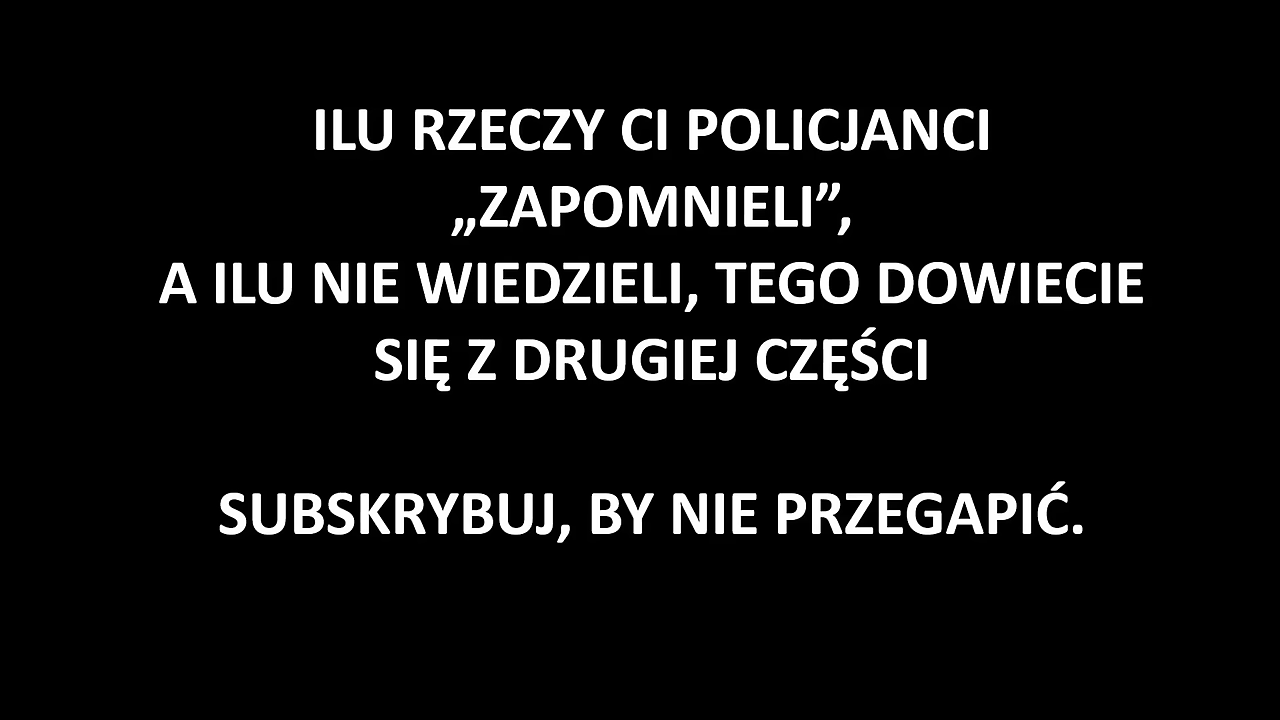 ILU RZECZY CI POLICJANCI
„ZAPOMNIELI”,
A ILU NIE WIEDZIELI, TEGO DOWIECIE
SIĘ Z DRUGIEJ CZĘŚCI
SUBSKRYBUJ, BY NIE PRZEGAPIĆ.